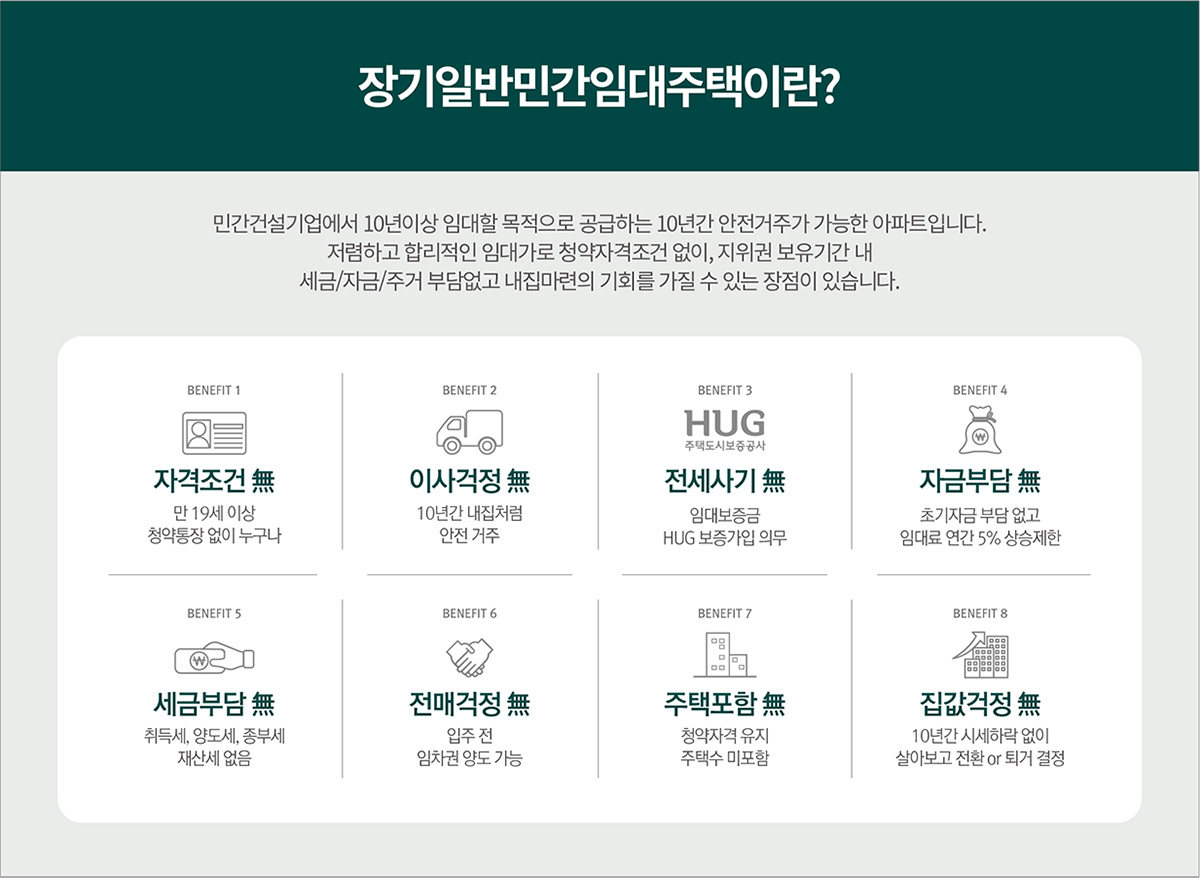 장기일반민간임대주택이란?
민간건설기업에서 10년이상 임대할 목적으로 공급하는 10년간 안전거주가 가능한 아파트입니다.
저렴하고 합리적인 임대가로 청약자격조건 없이, 지위권 보유기간 내
세금/자금/주거 부담없고 내집마련의 기회를 가질 수 있는 장점이 있습니다.
BENEFIT 1
자격조건 無
만 19세 이상
청약통장 없이 누구나
BENEFIT 2
이사걱정 無
10년간 내집처럼
안전 거주
BENEFIT 3
HUG
주택도시보증공사
전세사기 無
임대보증금
HUG 보증가입 의무
BENEFIT 4
₩
자금부담 無
초기자금 부담 없고
임대료 연간 5% 상승제한
BENEFIT 5
₩
세금부담 無
취득세, 양도세, 종부세
재산세 없음
BENEFIT 6
전매걱정 無
입주 전
임차권 양도 가능
BENEFIT 7
주택포함 無
청약자격 유지
주택수 미포함
BENEFIT 8
집값걱정 無
10년간 시세하락 없이
살아보고 전환 or 퇴거 결정